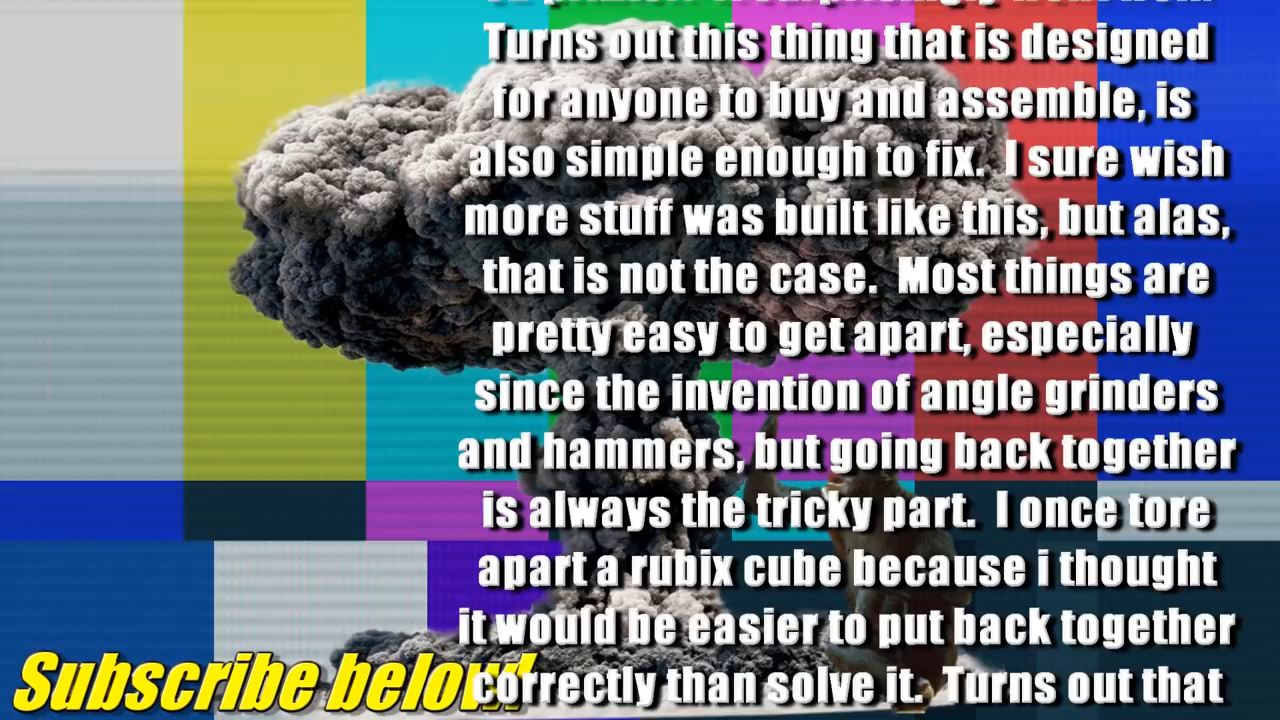 Turns out this thing that is designed
for anyone to buy and assemble, is
also simple enough to fix.  I sure wish
more stuff was built like this, but alas,
that is not the case.  Most things are
pretty easy to get apart, especially
since the invention of angle grinders
and hammers, but going back together
is always the tricky part.  I once tore
apart a rubix cube because i thought
it would be easier to put back together
correctly than solve it.  Turns out that
Subscribe below!